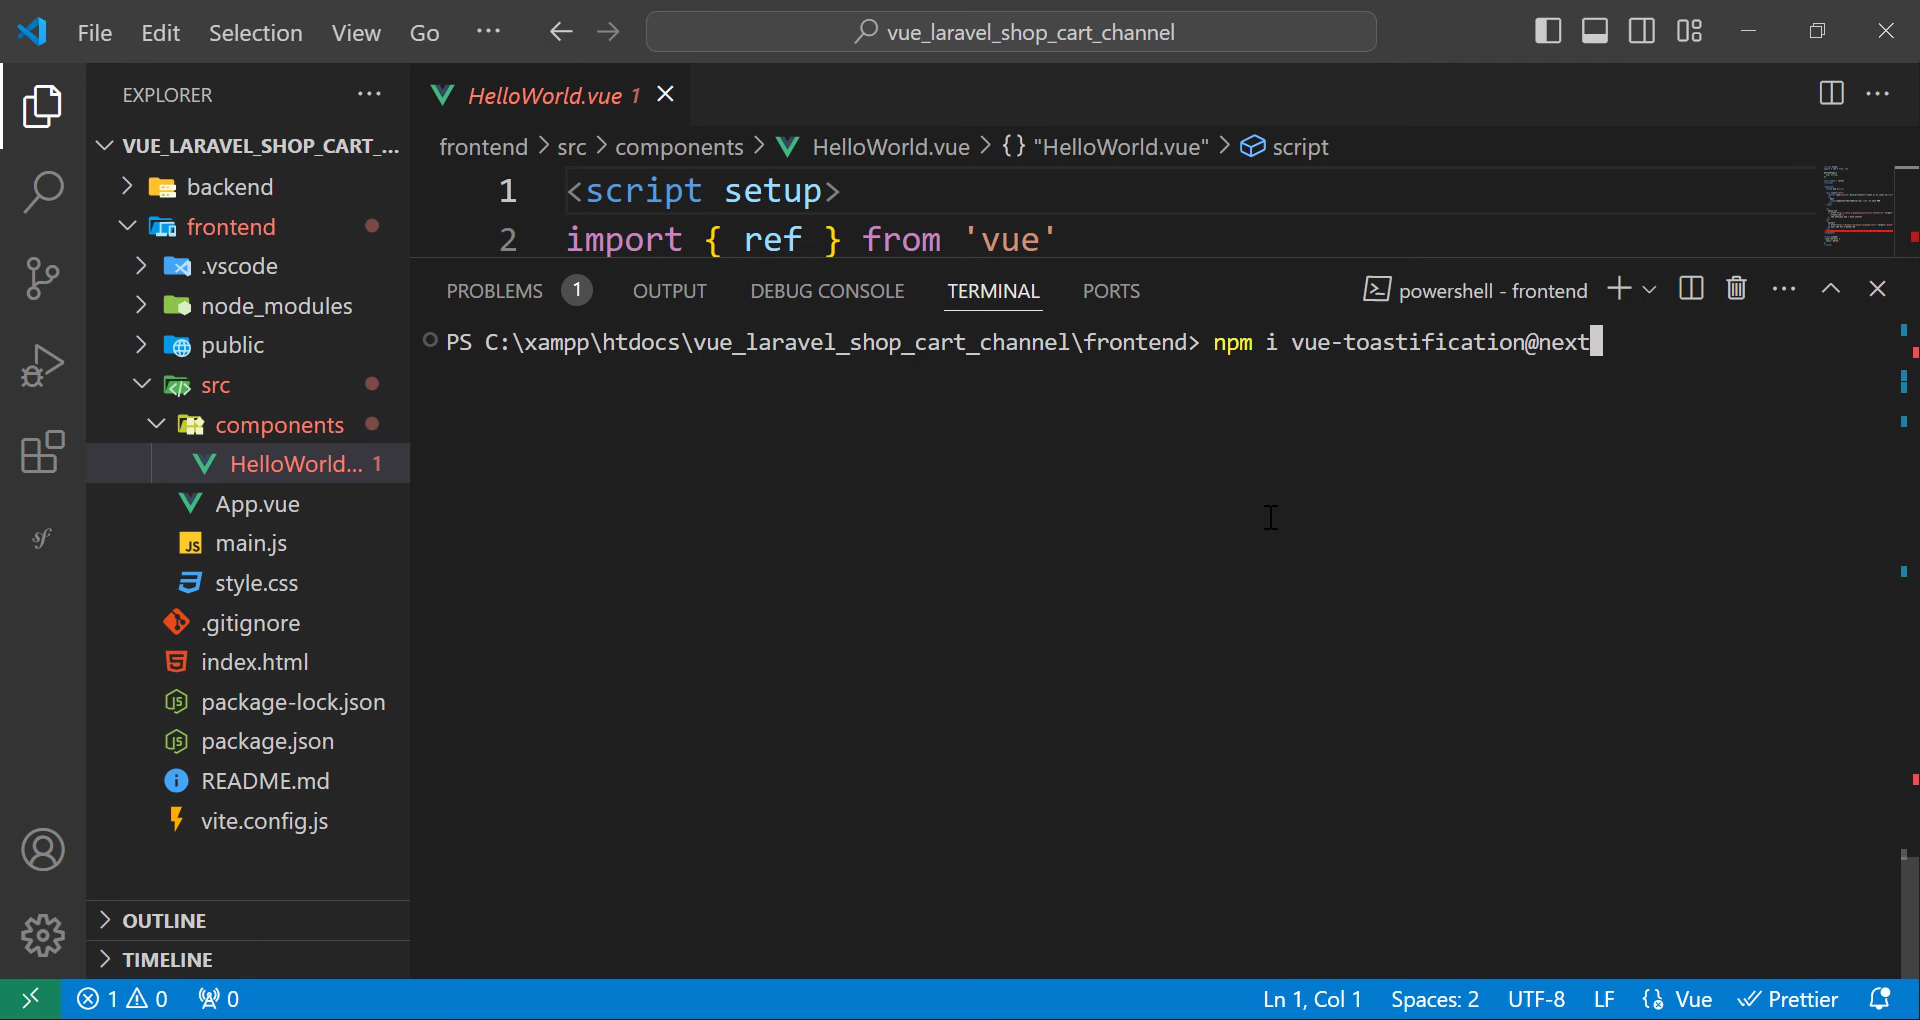 File Edit Selection View Go ...
vue_laravel_shop_cart_channel
EXPLORER ...
VUE_LARAVEL_SHOP_CART_...
backend
frontend
.vscode
node_modules
public
src
components
HelloWorld... 1
App.vue
JS main.js
style.css
.gitignore
index.html
package-lock.json
package.json
README.md
vite.config.js
OUTLINE
TIMELINE
HelloWorld.vue 1
frontend > src > components > HelloWorld.vue > {} "HelloWorld.vue" > script
1 <script setup>
2 import { ref } from 'vue'
PROBLEMS 1 OUTPUT DEBUG CONSOLE TERMINAL PORTS powershell - frontend
PS C:\xampp\htdocs\vue_laravel_shop_cart_channel\frontend> npm i vue-toastification@next
1 0 0 Ln 1, Col 1 Spaces: 2 UTF-8 LF Vue Prettier